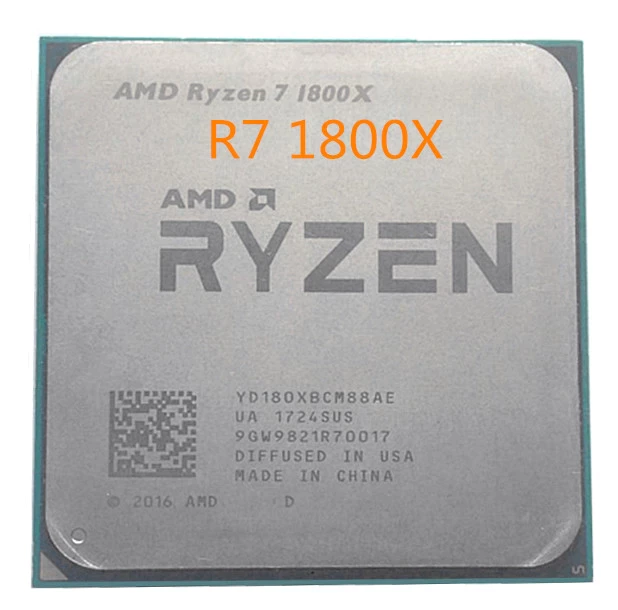 AMD Ryzen 7 1800X
R7 1800X
AMD
RYZEN
YD180XBCM88AE
UA 1724SUS
9GW9821R70017
DIFFUSED IN USA
MADE IN CHINA
© 2016 AMD D
5